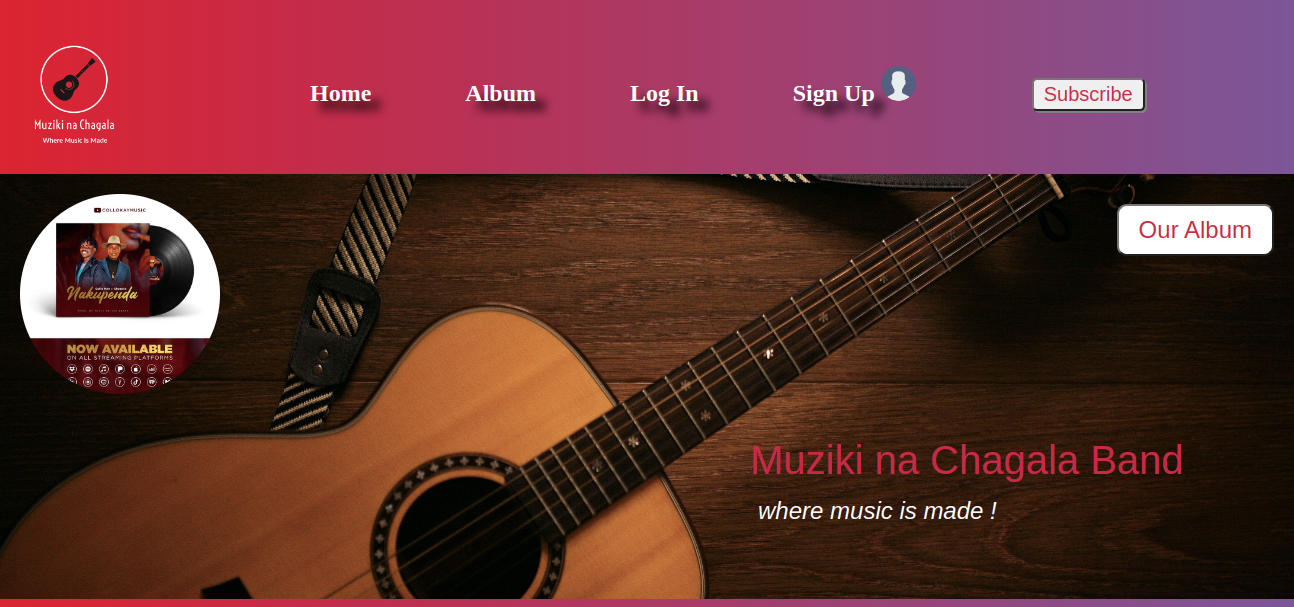 Home
Album
Log In
Sign Up
Subscribe
Muziki na Chagala
Where Music Is Made
COLLOKAYMUSIC
Nakupenda
NOW AVAILABLE
ON ALL STREAMING PLATFORMS
Our Album
Muziki na Chagala Band
where music is made !